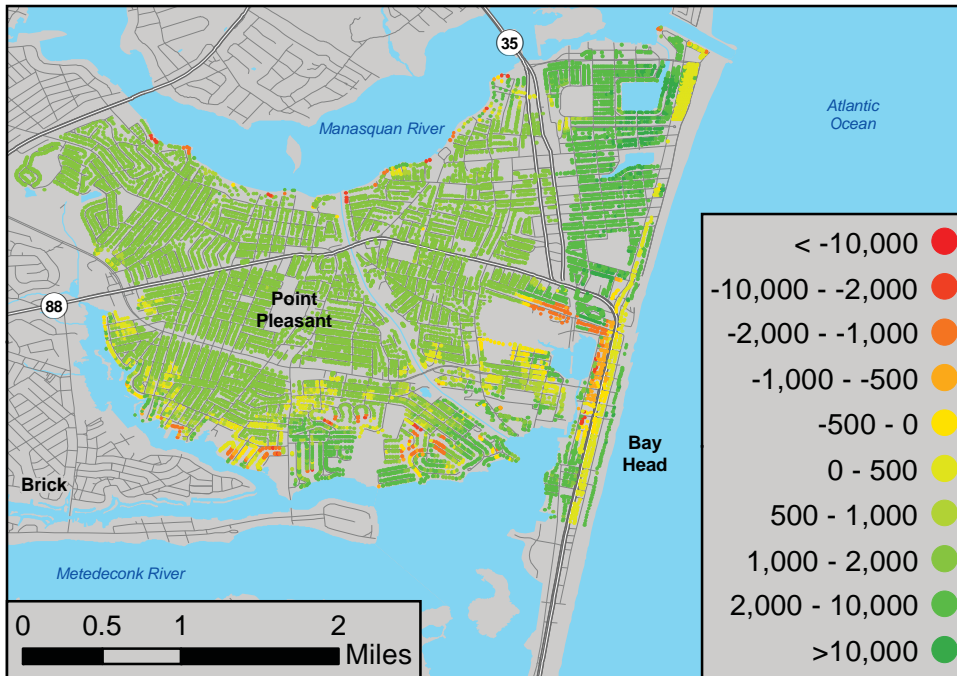 35
Manasquan River
Atlantic
Ocean
88
Point
Pleasant
Bay
Head
Brick
Metedeconk River
< -10,000
-10,000 - -2,000
-2,000 - -1,000
-1,000 - -500
-500 - 0
0 - 500
500 - 1,000
1,000 - 2,000
2,000 - 10,000
>10,000
0 0.5 1 2
Miles